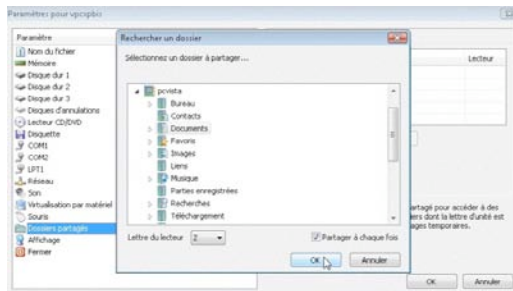 Paramètres pour vpcspbis
Paramètre
Nom du fichier
Mémoire
Disque dur 1
Disque dur 2
Disque dur 3
Disques d'annulations
Lecteur CD/DVD
Disquette
COM1
COM2
LPT1
Réseau
Son
Virtualisation par matériel
Souris
Dossiers partagés
Affichage
Fermer
Rechercher un dossier
Sélectionnez un dossier à partager...
pcvista
Bureau
Contacts
Documents
Favoris
Images
Liens
Musique
Parties enregistrées
Recherches
Téléchargement
Lettre du lecteur
Partager à chaque fois
OK
Annuler
Lecteur
artagé pour accéder à des
iers dont la lettre d'unité est
ages temporaires.
OK
Annuler